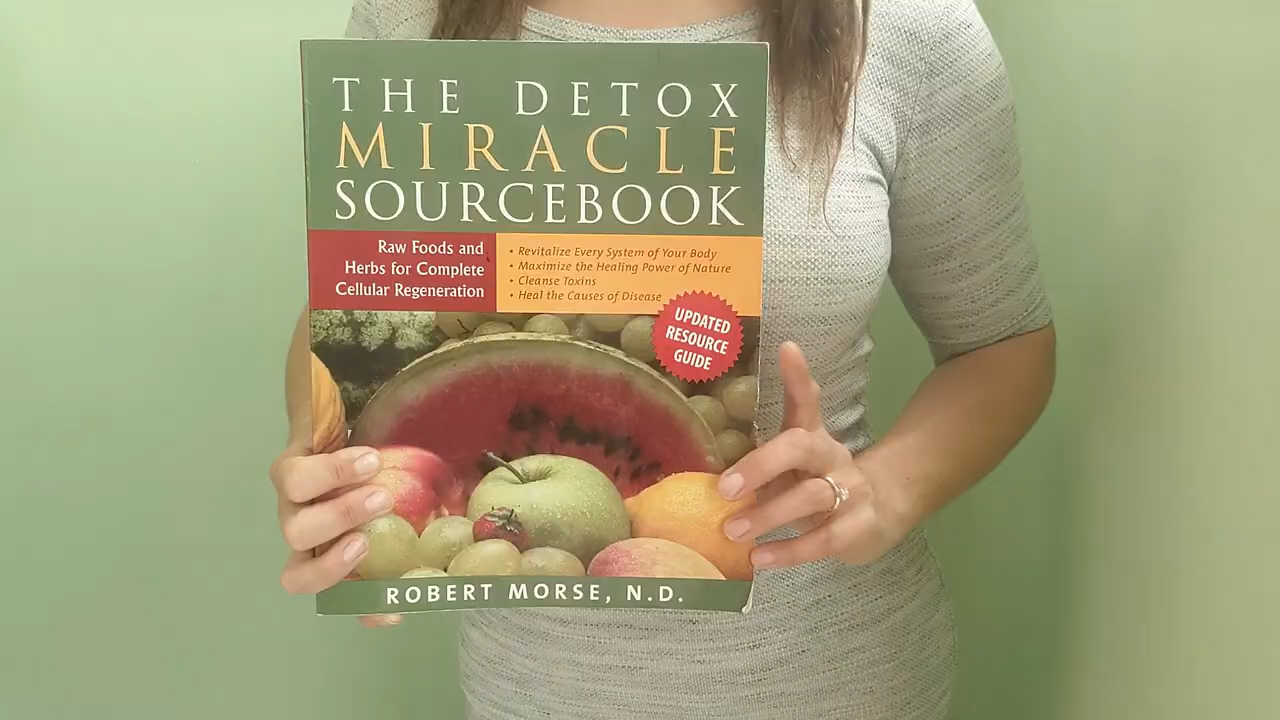 THE DETOX
MIRACLE
SOURCEBOOK
Raw Foods and
Herbs for Complete
Cellular Regeneration
• Revitalize Every System of Your Body
• Maximize the Healing Power of Nature
• Cleanse Toxins
• Heal the Causes of Disease
UPDATED
RESOURCE
GUIDE
ROBERT MORSE, N.D.